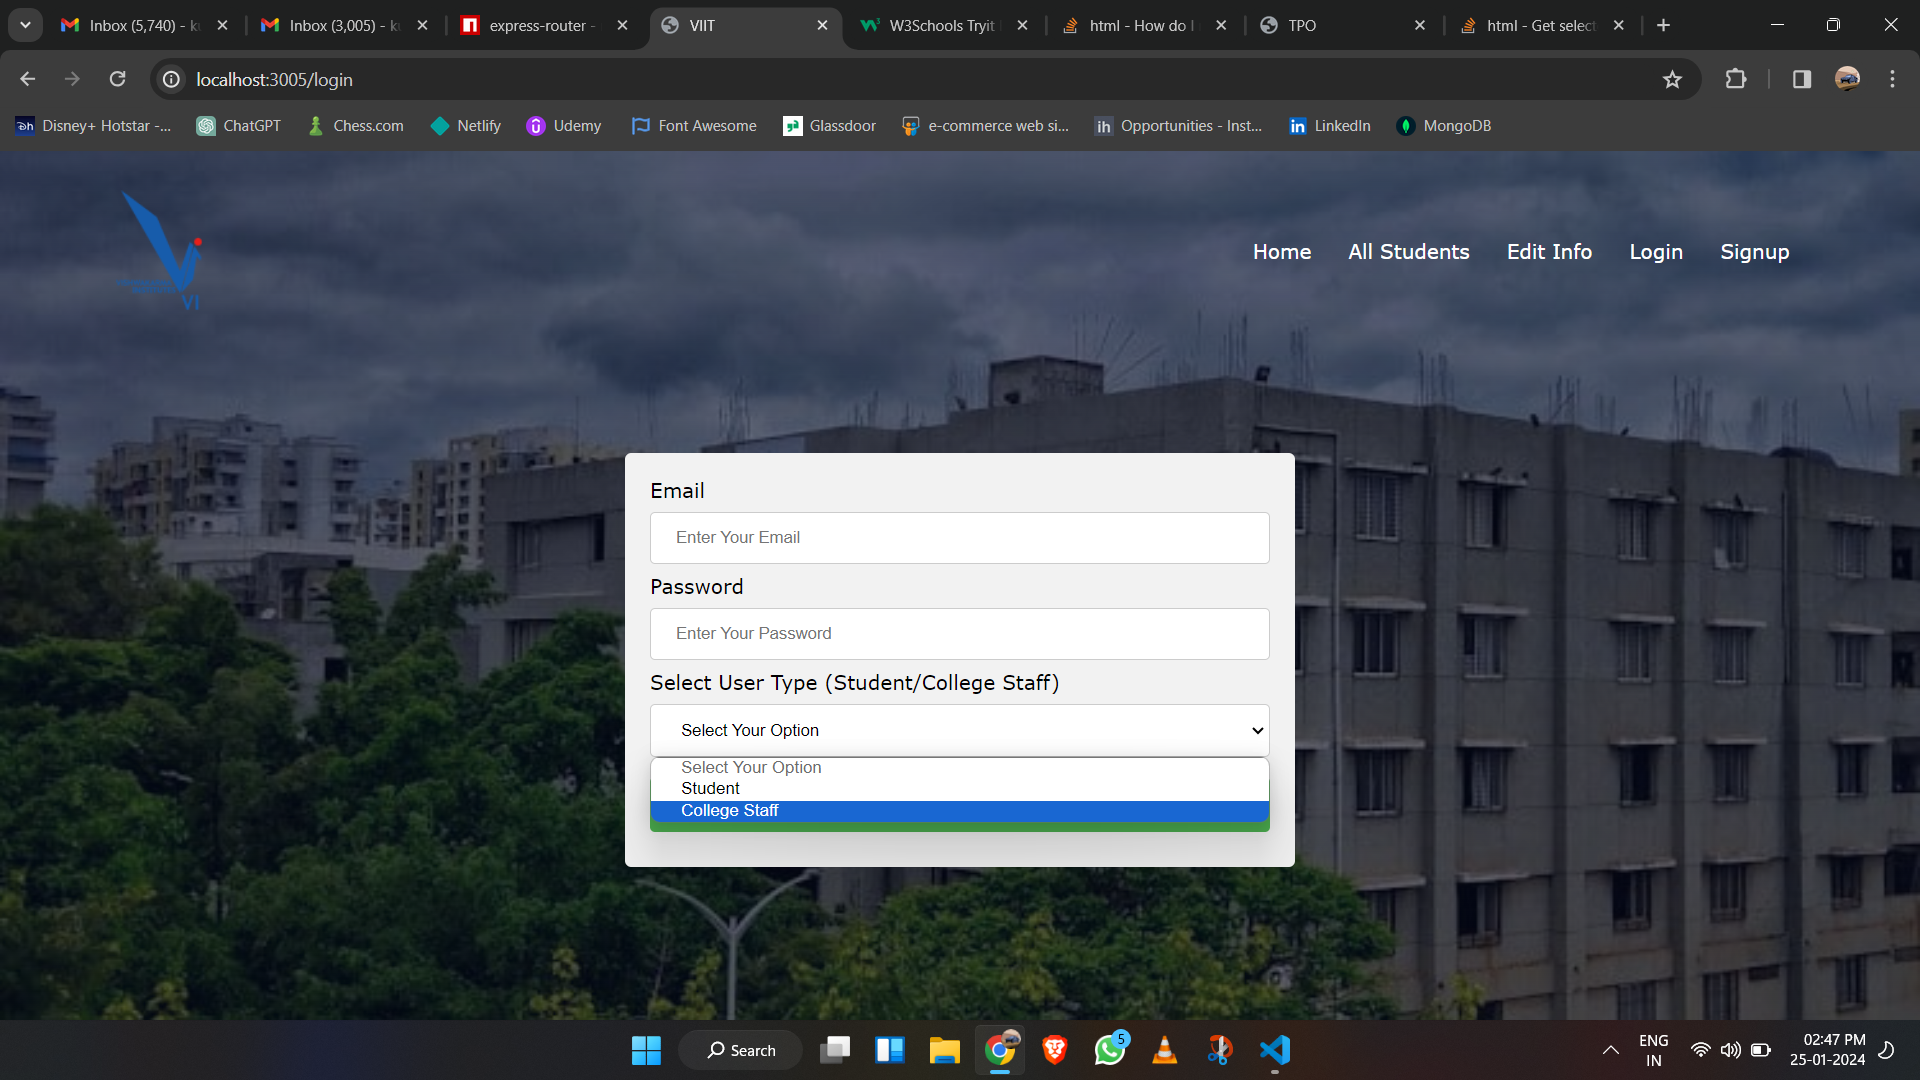 Inbox (5,740) - k
Inbox (3,005) - k
express-router -
VIIT
W3Schools Tryit
html - How do I
TPO
html - Get select
localhost:3005/login
Disney+ Hotstar -...
ChatGPT
Chess.com
Netlify
Udemy
Font Awesome
Glassdoor
e-commerce web si...
ih Opportunities - Inst...
in LinkedIn
MongoDB
VI
Home
All Students
Edit Info
Login
Signup
Email
Enter Your Email
Password
Enter Your Password
Select User Type (Student/College Staff)
Select Your Option
Select Your Option
Student
College Staff
Search
5
ENG
IN
02:47 PM
25-01-2024